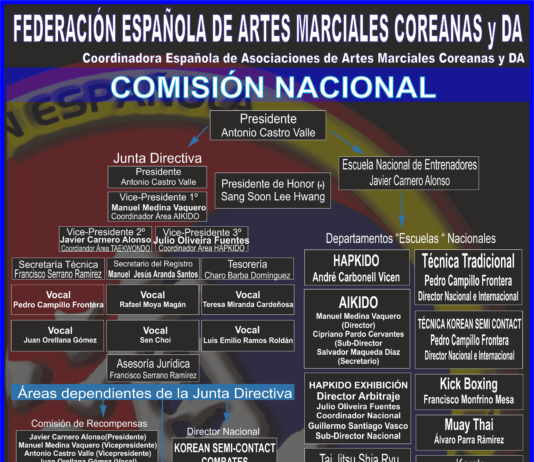 FEDERACIÓN ESPAÑOLA DE ARTES MARCIALES COREANAS y DA
Coordinadora Española de Asociaciones de Artes Marciales Coreanas y DA
COMISIÓN NACIONAL
N ESPAÑOLA
Presidente
Antonio Castro Valle
Junta Directiva
Presidente
Antonio Castro Valle
Vice-Presidente 1º
Manuel Medina Vaquero
Coordinador Área AIKIDO
Presidente de Honor (+)
Sang Soon Lee Hwang
Escuela Nacional de Entrenadores
Javier Carnero Alonso
Vice-Presidente 2º
Javier Carnero Alonso
Coordinador Área TAEKWONDO
Vice-Presidente 3º
Julio Oliveira Fuentes
Coordinador Área HAPKIDO
Secretaría Técnica
Francisco Serrano Ramírez
Secretario del Registro
Manuel Jesús Aranda Santos
Tesorería
Charo Barba Domínguez
Vocal
Pedro Campillo Frontera
Vocal
Rafael Moya Magán
Vocal
Teresa Miranda Cardeñosa
Vocal
Juan Orellana Gómez
Vocal
Sen Choi
Vocal
Luis Emilio Ramos Roldán
Asesoría Jurídica
Francisco Serrano Ramírez
Departamentos "Escuelas " Nacionales
HAPKIDO
André Carbonell Vicen
AIKIDO
Manuel Medina Vaquero
(Director)
Cipriano Pardo Cervantes
(Sub-Director
Salvador Maqueda Díaz
(Secretario)
HAPKIDO EXHIBICIÓN
Director Arbitraje
Julio Oliveira Fuentes
Coordinador Nacional
Guillermo Santiago Vasco
Sub-Director Nacional
Tai Jitsu Shia Ryu
Técnica Tradicional
Pedro Campillo Frontera
Director Nacional e Internacional
TÉCNICA KOREAN SEMI CONTACT
Pedro Campillo Frontera
Director Nacional e Internacional
Kick Boxing
Francisco Monfrino Mesa
Muay Thai
Álvaro Parra Rámirez
Áreas dependientes de la Junta Directiva
Comisión de Recompensas
Javier Carnero Alonso(Presidente)
Manuel Medina Vaquero (Vicepresidente)
Antonio Castro Valle (Vicepresidente)
Juan Orellana Gómez (Vocal)
Director Nacional
KOREAN SEMI-CONTACT
COMBATES